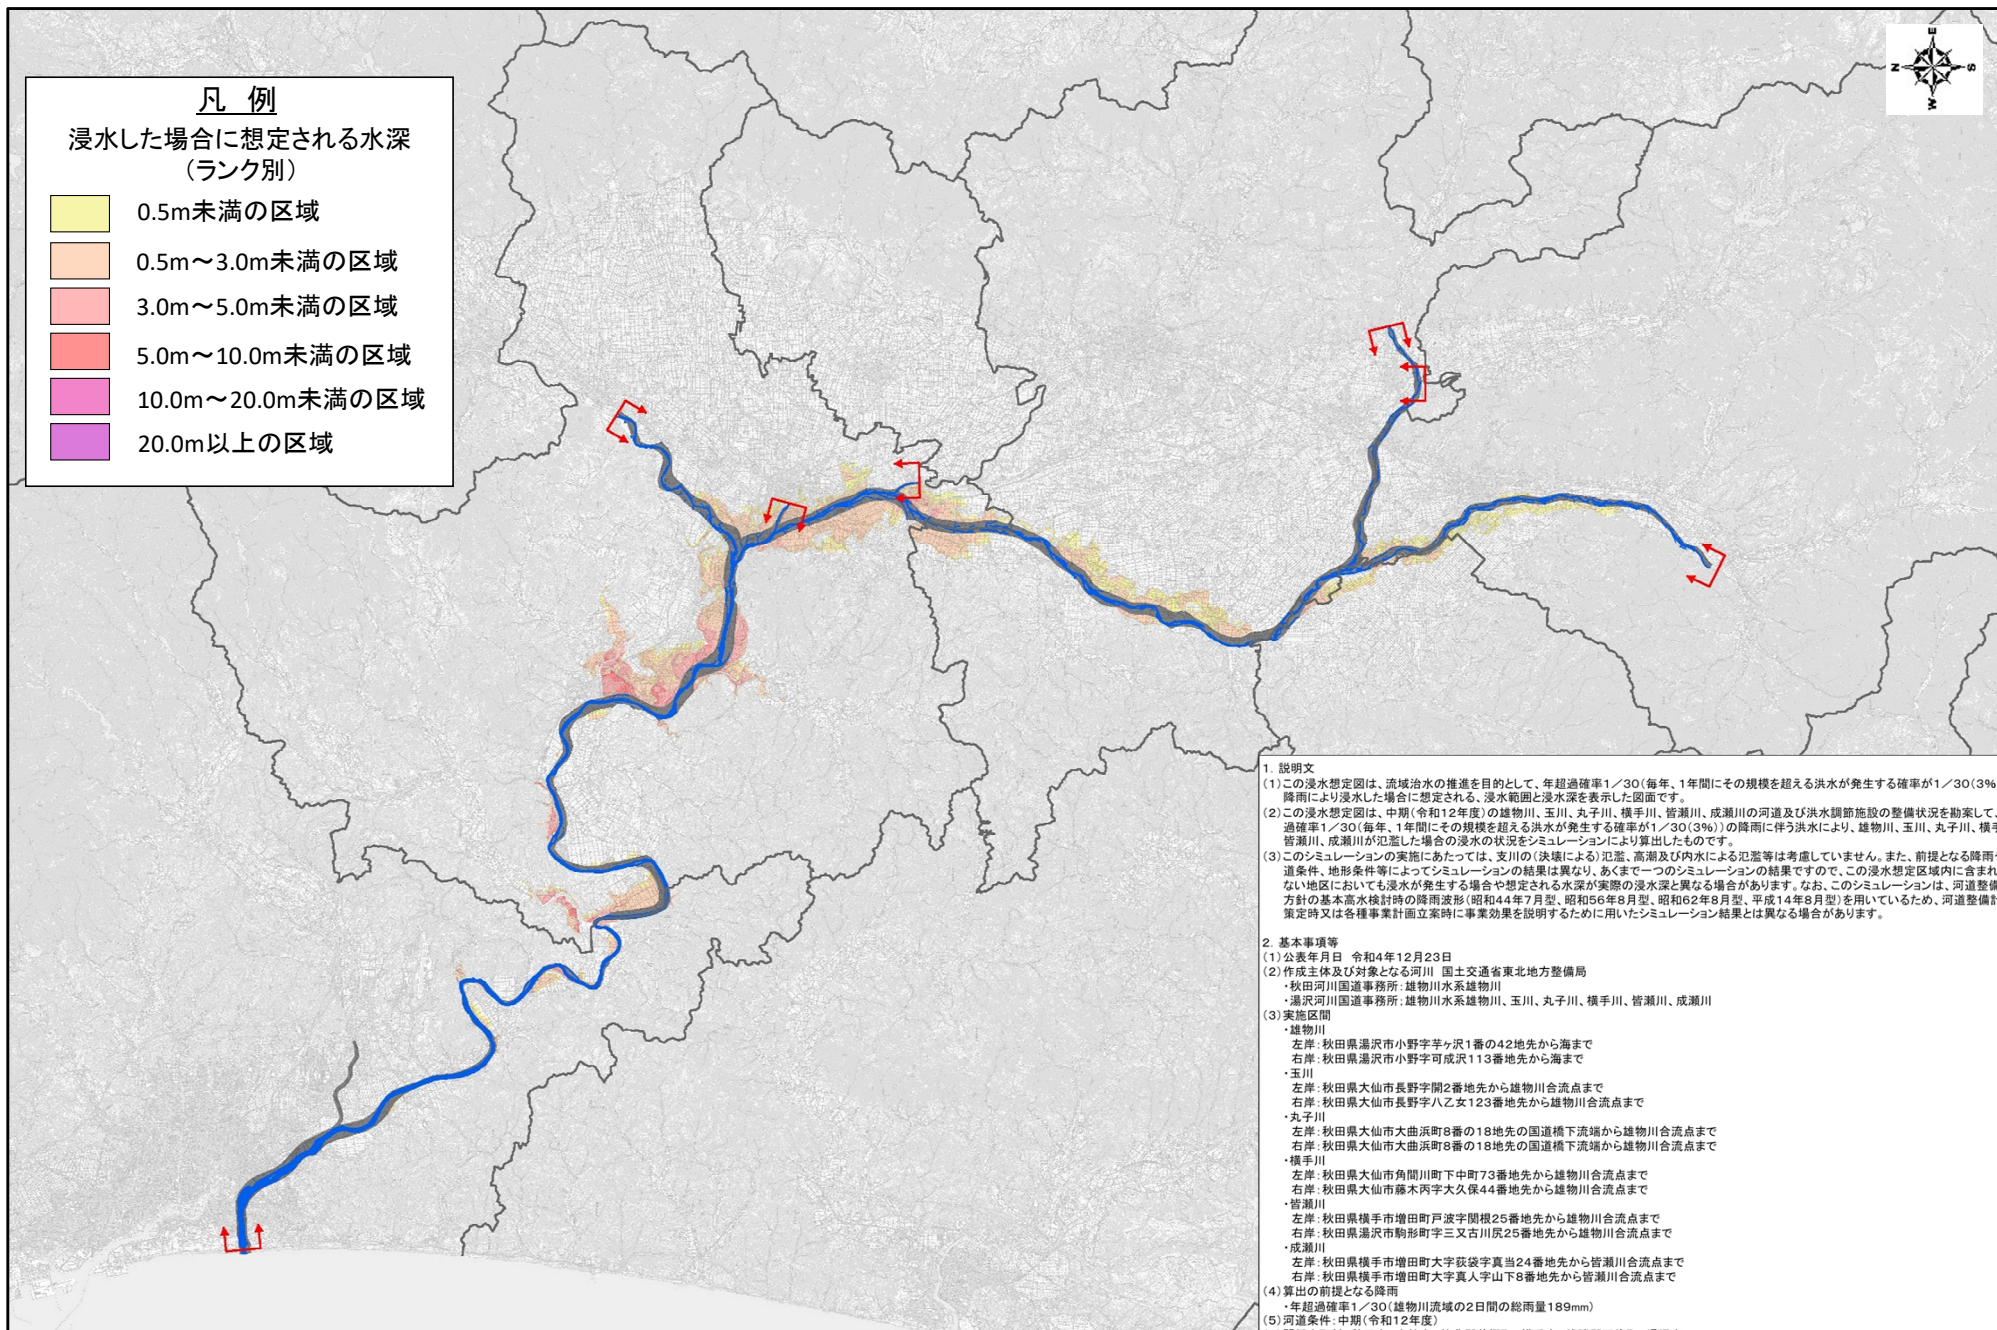 凡 例
浸水した場合に想定される水深
（ランク別）
0.5m未満の区域
0.5m～3.0m未満の区域
3.0m～5.0m未満の区域
5.0m～10.0m未満の区域
10.0m～20.0m未満の区域
20.0m以上の区域
N
E
S
W
1. 説明文
(1)この浸水想定図は、流域治水の推進を目的として、年超過確率1／30(毎年、1年間にその規模を超える洪水が発生する確率が1／30(3%
降雨により浸水した場合に想定される、浸水範囲と浸水深を表示した図面です。
(2)この浸水想定図は、中期(令和12年度)の雄物川、玉川、丸子川、横手川、皆瀬川、成瀬川の河道及び洪水調節施設の整備状況を勘案して、
過確率1／30(毎年、1年間にその規模を超える洪水が発生する確率が1／30(3%))の降雨に伴う洪水により、雄物川、玉川、丸子川、横手
皆瀬川、成瀬川が氾濫した場合の浸水の状況をシミュレーションにより算出したものです。
(3)このシミュレーションの実施にあたっては、支川の(決壊による)氾濫、高潮及び内水による氾濫等は考慮していません。また、前提となる降雨
道条件、地形条件等によってシミュレーションの結果は異なり、あくまで一つのシミュレーションの結果ですので、この浸水想定区域内に含まれ
ない地区においても浸水が発生する場合や想定される水深が実際の浸水深と異なる場合があります。なお、このシミュレーションは、河道整備
方針の基本高水検討時の降雨波形(昭和44年7月型、昭和56年8月型、昭和62年8月型、平成14年8月型)を用いているため、河道整備計
策定時又は各種事業計画立案時に事業効果を説明するために用いたシミュレーション結果とは異なる場合があります。
2. 基本事項等
(1)公表年月日 令和4年12月23日
(2)作成主体及び対象となる河川 国土交通省東北地方整備局
・秋田河川国道事務所:雄物川水系雄物川
・湯沢河川国道事務所:雄物川水系雄物川、玉川、丸子川、横手川、皆瀬川、成瀬川
(3)実施区間
・雄物川
左岸:秋田県湯沢市小野字芋ヶ沢1番の42地先から海まで
右岸:秋田県湯沢市小野字可成沢113番地先から海まで
・玉川
左岸:秋田県大仙市長野字開2番地先から雄物川合流点まで
右岸:秋田県大仙市長野字八乙女123番地先から雄物川合流点まで
・丸子川
左岸:秋田県大仙市大曲浜町8番の18地先の国道橋下流端から雄物川合流点まで
右岸:秋田県大仙市大曲浜町8番の18地先の国道橋下流端から雄物川合流点まで
・横手川
左岸:秋田県大仙市角間川町下中町73番地先から雄物川合流点まで
右岸:秋田県大仙市藤木丙字大久保44番地先から雄物川合流点まで
・皆瀬川
左岸:秋田県横手市増田町戸波字関根25番地先から雄物川合流点まで
右岸:秋田県湯沢市駒形町字三又古川尻25番地先から雄物川合流点まで
・成瀬川
左岸:秋田県横手市増田町大字荻袋字真当24番地先から皆瀬川合流点まで
右岸:秋田県横手市増田町大字真人字山下8番地先から皆瀬川合流点まで
(4)算出の前提となる降雨
・年超過確率1／30(雄物川流域の2日間の総雨量189mm)
(5)河道条件:中期(令和12年度)